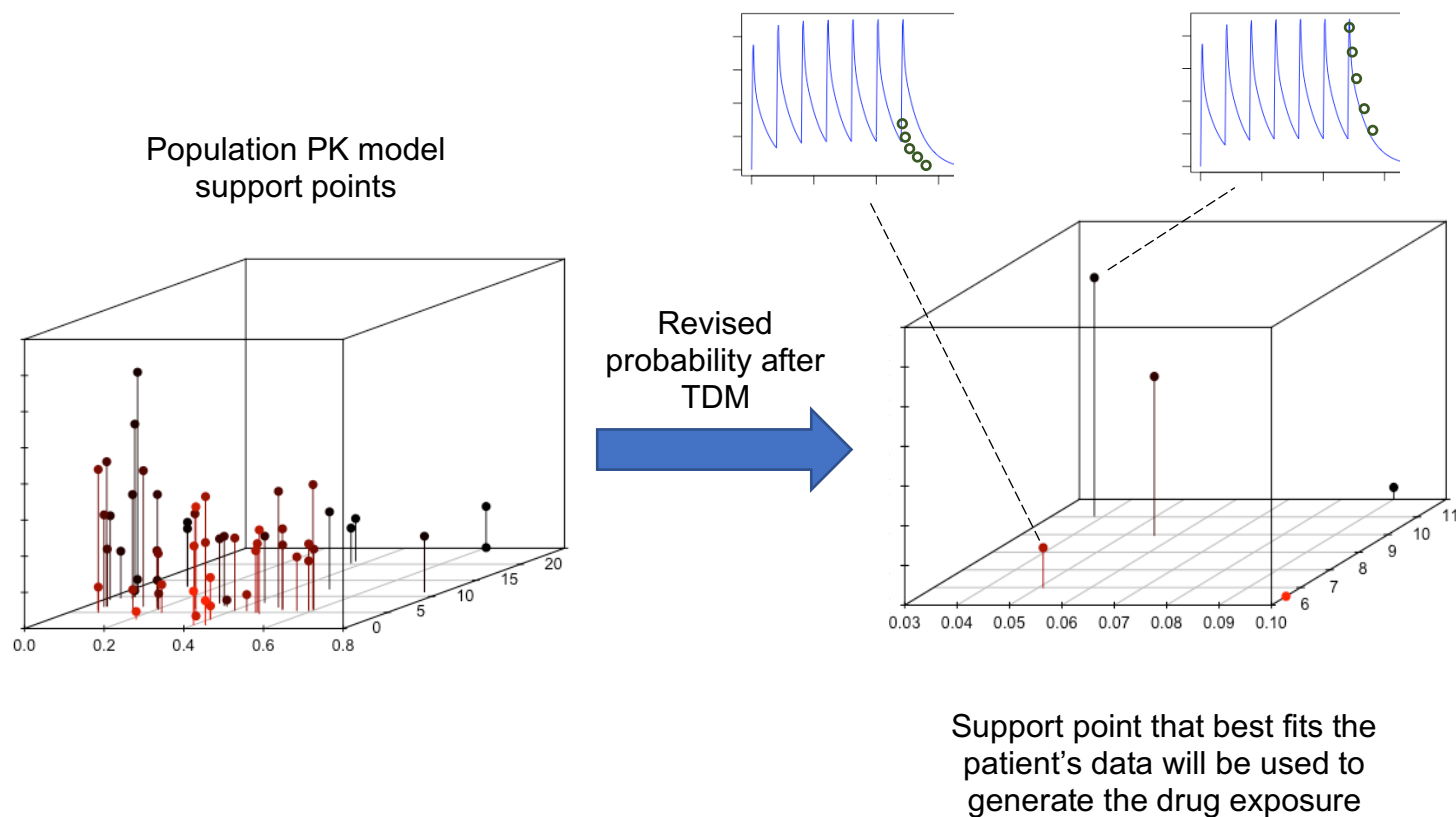 Population PK model
support points
Revised
probability after
TDM
0.0 0.2 0.4 0.6 0.8
0 5 10 15 20
0.03 0.04 0.05 0.06 0.07 0.08 0.09 0.10
6 7 8 9 10 11
Support point that best fits the
patient's data will be used to
generate the drug exposure